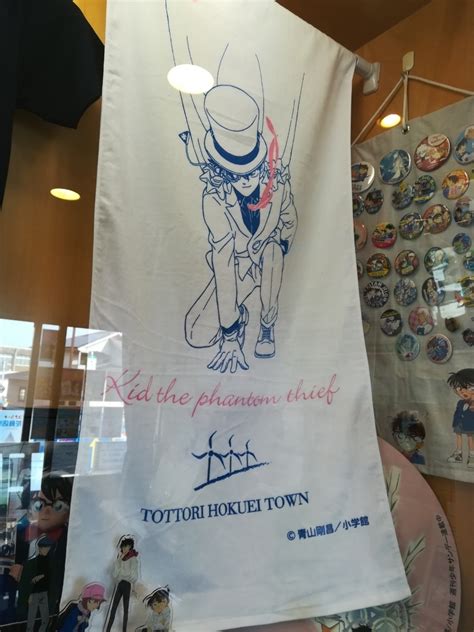 Kid the phantom thief
TOTTORI HOKUEI TOWN
©青山剛昌／小学館